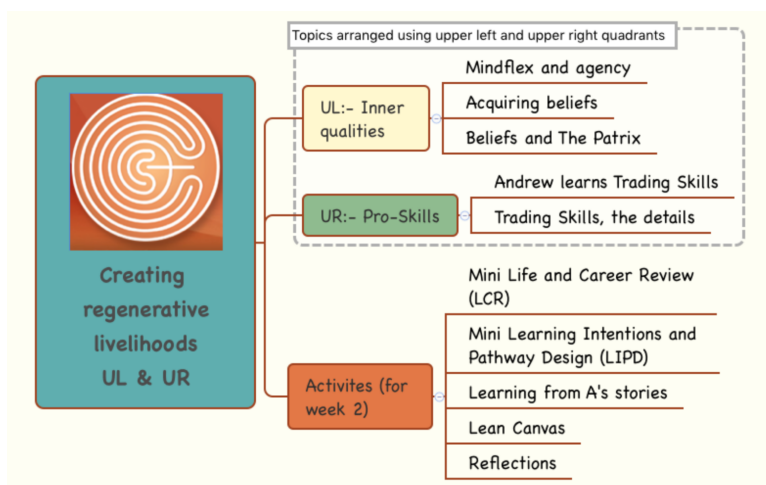 Topics arranged using upper left and upper right quadrants
Creating
regenerative
livelihoods
UL & UR
UL:- Inner
qualities
Mindflex and agency
Acquiring beliefs
Beliefs and The Patrix
UR:- Pro-Skills
Andrew learns Trading Skills
Trading Skills, the details
Activites (for
week 2)
Mini Life and Career Review
(LCR)
Mini Learning Intentions and
Pathway Design (LIPD)
Learning from A's stories
Lean Canvas
Reflections